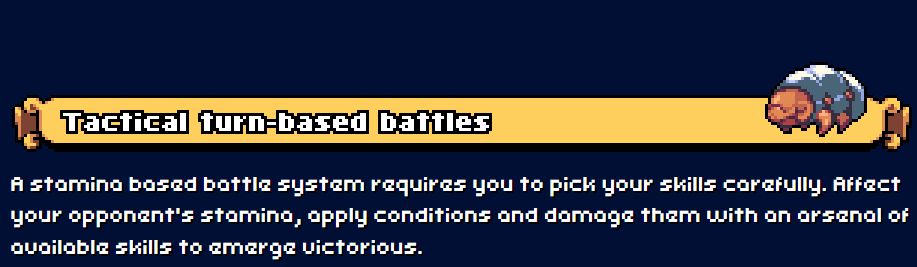 Tactical turn-based battles
A stamina based battle system requires you to pick your skills carefully. Affect
your opponent's stamina, apply conditions and damage them with an arsenal of
available skills to emerge victorious.